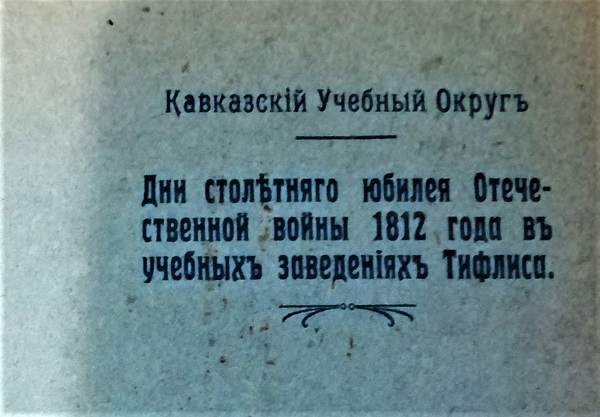 Кавказскій Учебный Округъ
Дни столѣтняго юбилея Отече-
ственной войны 1812 года въ
учебныхъ заведеніяхъ Тифлиса.